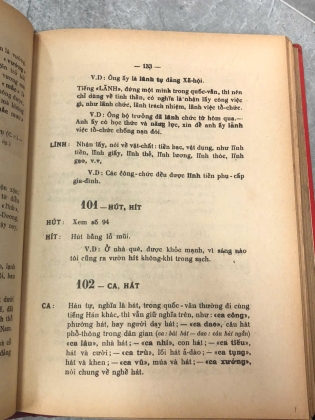 — 133 —
V.D : Ông ấy là lãnh tụ đảng Xã-hội.
Tiếng «LÃNH», đứng một mình trong quốc-văn, thì nên
chỉ dùng về tinh thần, có nghĩa là nhận lấy công việc
gì, như lãnh chức, lãnh trách nhiệm, lãnh việc tổ-chức.
V.D : Ông bộ trưởng đã lãnh chức từ hôm qua.—
Anh ấy có học thức và năng lực, xin để anh ấy lãnh
việc tổ-chức chống nạn đói.
LĨNH: Nhận lấy, nói về vật-chất: tiền bạc, vật dụng, như lĩnh
tiền, lĩnh giấy, lĩnh thẻ, lĩnh lương, lĩnh thóc, lĩnh
gạo, v.v,
V.D : Các công-chức đều được lĩnh tiền phụ-cấp
gia-đình.
101 — HÚT, HÍT
HÚT: Xem số 94
HÍT: Hút bằng lỗ mũi.
V.D : Ở nhà quê, được khỏe mạnh, vì sáng nào
tôi cũng ra vườn hít không-khí trong sạch.
102 — CA, HÁT
CA : Hán tự, nghĩa là hát, trong quốc-văn thường đi cùng
tiếng Hán khác, thì vẫn giữ nghĩa trên, như : «ca công»,
phường hát, hay người dạy hát ; — «ca dao», câu hát
phổ-thông trong dân gian (ca : bài hát — dao : câu hát ngắn)
«ca lâu», nhà hát ; — «ca nhi», con hát ; — «ca tiếu»,
hát và cười ; — «ca trù», lối hát ả-đào ; — «ca tụng»,
hát và khen ; — «ca vũ», múa và hát ; — «ca xướng»,
nói chung về nghề hát.